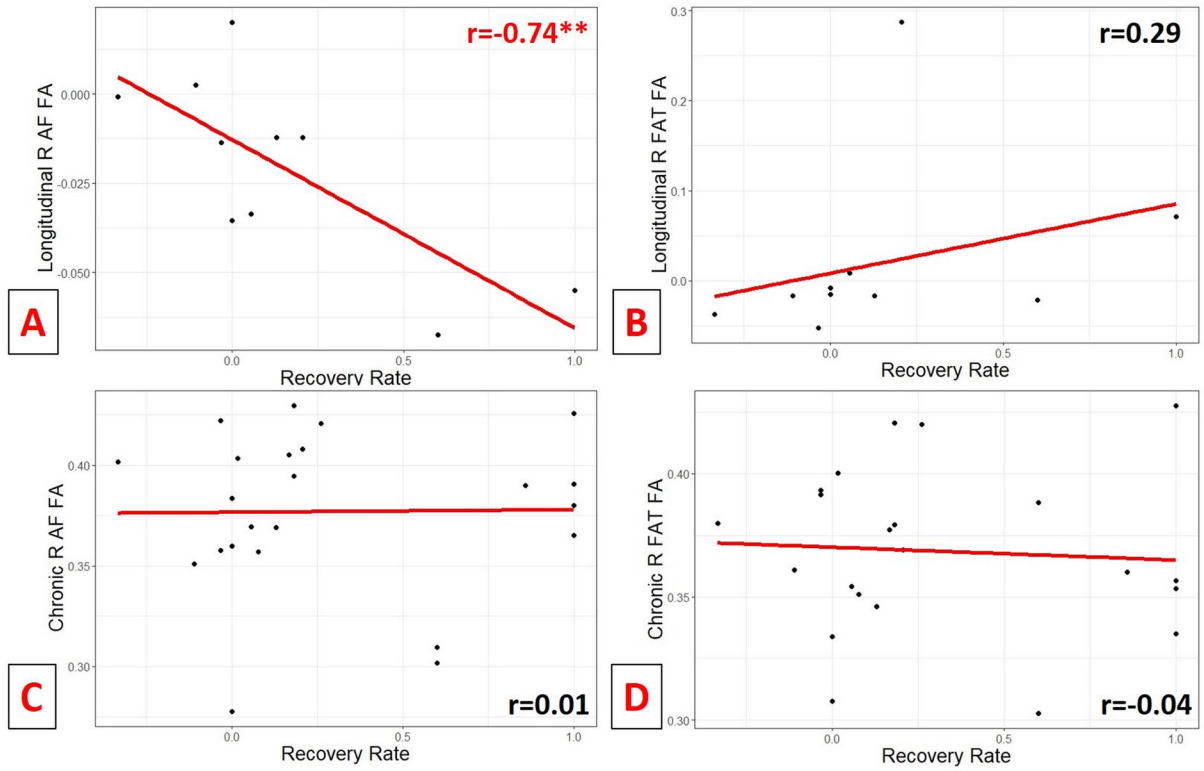 r=-0.74**
Longitudinal R AF FA
0.000
-0.025
-0.050
A
0.0
0.5
1.0
Recovery Rate
r=0.29
Longitudinal R FAT FA
0.3
0.2
0.1
0.0
B
0.0
0.5
1.0
Recovery Rate
Chronic R AF FA
0.40
0.35
0.30
C
r=0.01
0.0
0.5
1.0
Recovery Rate
Chronic R FAT FA
0.40
0.35
0.30
D
r=-0.04
0.0
0.5
1.0
Recovery Rate